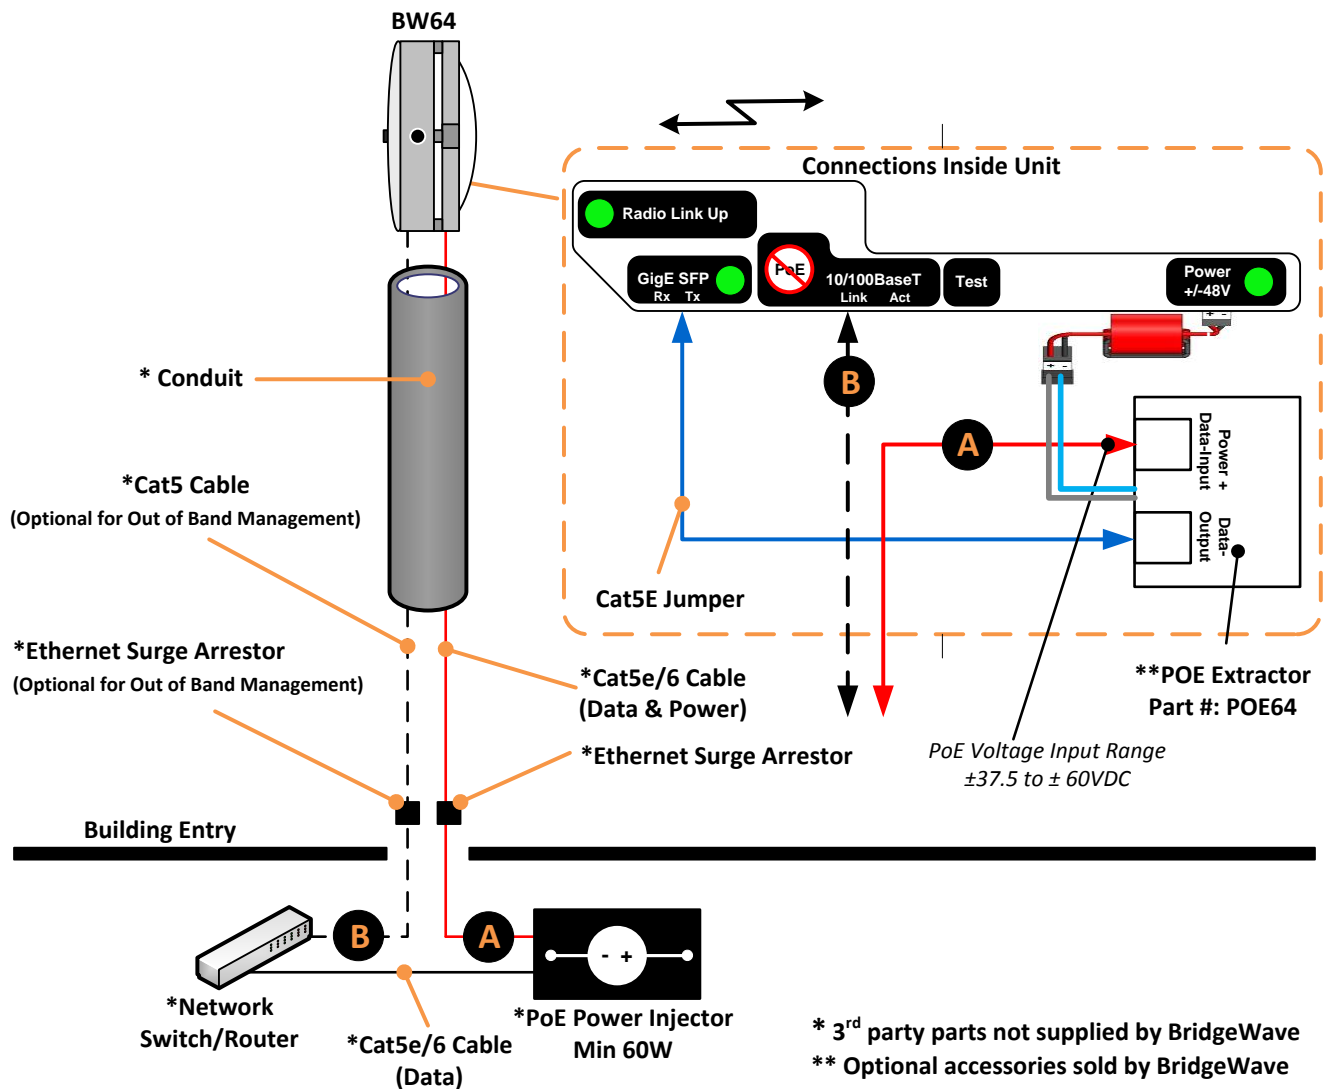 BW64
Connections Inside Unit
Radio Link Up
GigE SFP
Rx Tx
PoE
10/100BaseT
Link Act
Test
Power
+/-48V
+ -
+ -
* Conduit
B
A
Power +
Data-Input
Data-
Output
*Cat5 Cable
(Optional for Out of Band Management)
Cat5E Jumper
*Ethernet Surge Arrestor
(Optional for Out of Band Management)
*Cat5e/6 Cable
(Data & Power)
**POE Extractor
Part #: POE64
*Ethernet Surge Arrestor
PoE Voltage Input Range
±37.5 to ± 60VDC
Building Entry
B
A
- +
*Network
Switch/Router
*Cat5e/6 Cable
(Data)
*PoE Power Injector
Min 60W
* 3rd party parts not supplied by BridgeWave
** Optional accessories sold by BridgeWave